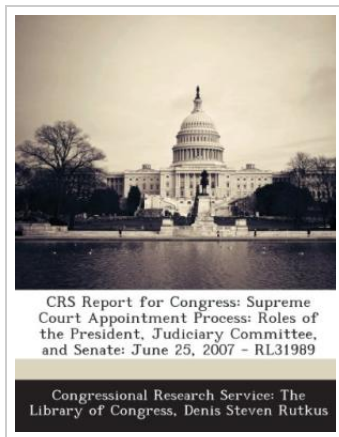 CRS Report for Congress: Supreme
Court Appointment Process: Roles of
the President, Judiciary Committee,
and Senate: June 25, 2007 - RL31989
Congressional Research Service: The
Library of Congress, Denis Steven Rutkus